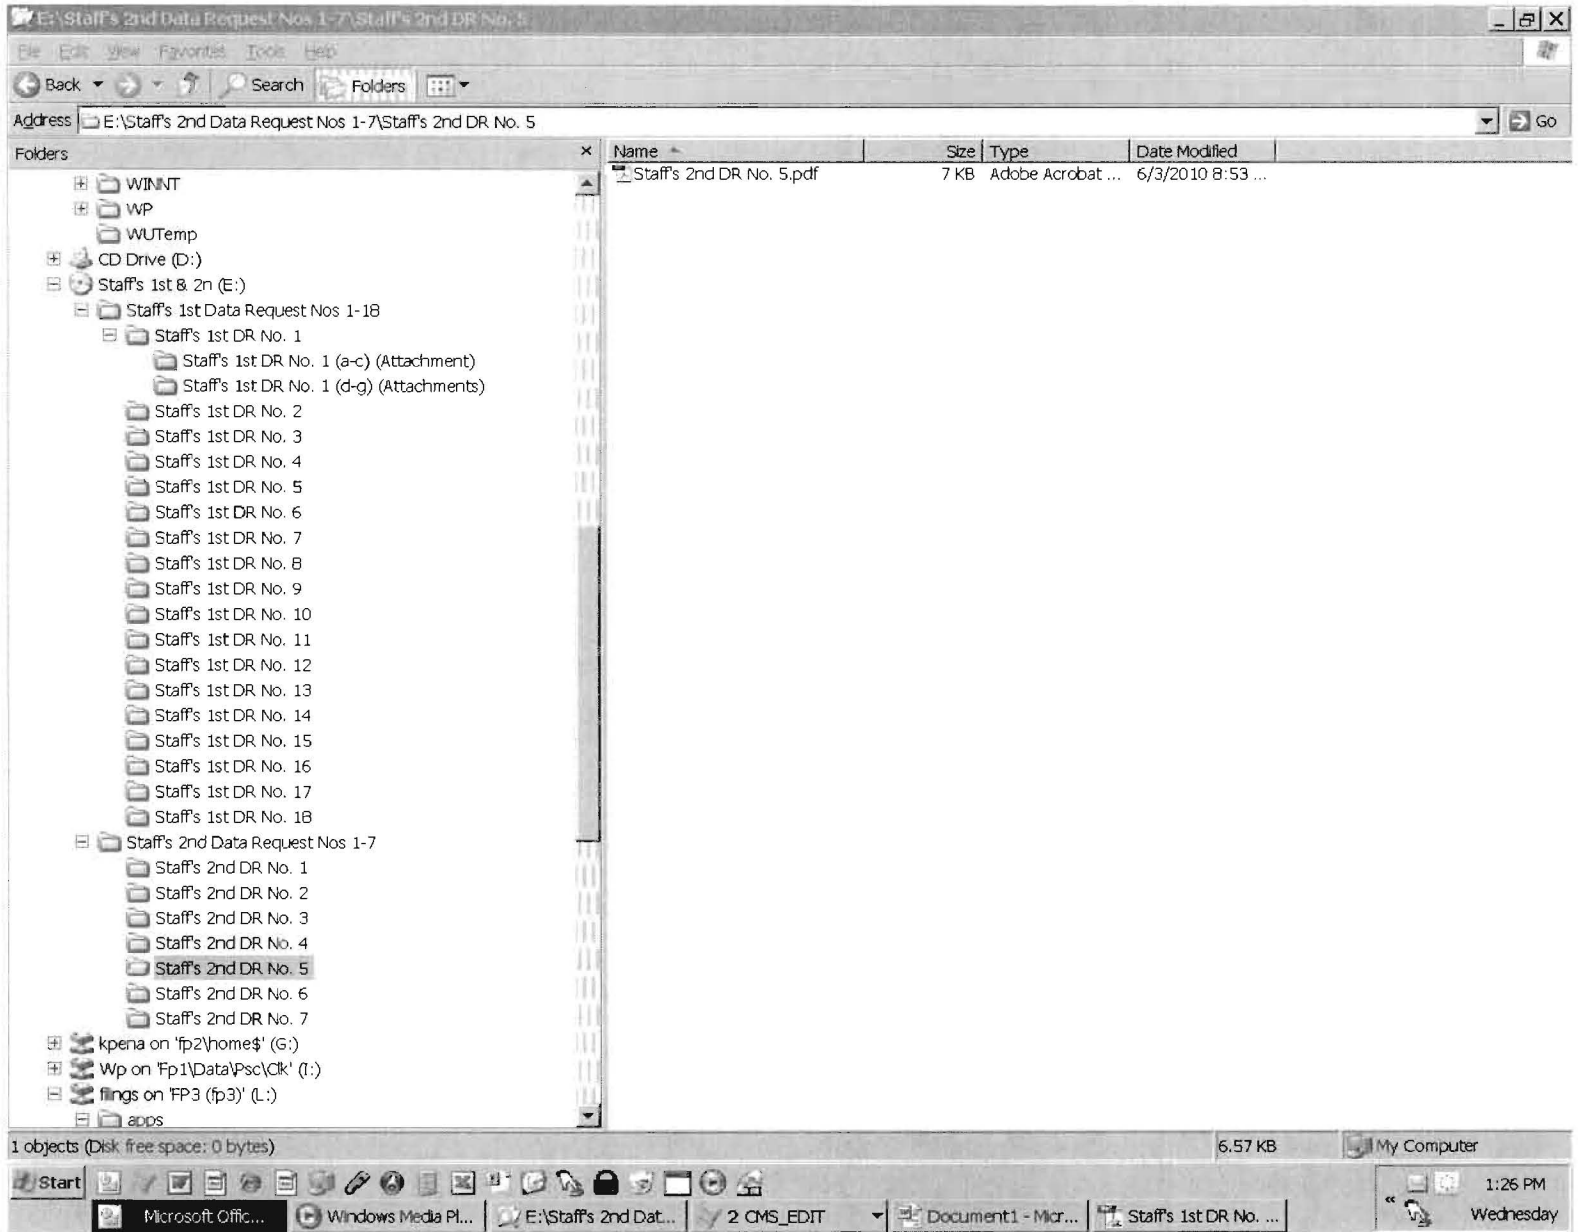 E:\Staff's 2nd Data Request Nos 1-7\Staff's 2nd DR No. 5
File Edit View Favorites Tools Help
Back Search Folders
Address E:\Staff's 2nd Data Request Nos 1-7\Staff's 2nd DR No. 5 Go
Folders × Name Size Type Date Modified
Staff's 2nd DR No. 5.pdf 7 KB Adobe Acrobat ... 6/3/2010 8:53 ...
WINNT
WP
WUTemp
CD Drive (D:)
Staff's 1st & 2n (E:)
Staff's 1st Data Request Nos 1-18
Staff's 1st DR No. 1
Staff's 1st DR No. 1 (a-c) (Attachment)
Staff's 1st DR No. 1 (d-g) (Attachments)
Staff's 1st DR No. 2
Staff's 1st DR No. 3
Staff's 1st DR No. 4
Staff's 1st DR No. 5
Staff's 1st DR No. 6
Staff's 1st DR No. 7
Staff's 1st DR No. 8
Staff's 1st DR No. 9
Staff's 1st DR No. 10
Staff's 1st DR No. 11
Staff's 1st DR No. 12
Staff's 1st DR No. 13
Staff's 1st DR No. 14
Staff's 1st DR No. 15
Staff's 1st DR No. 16
Staff's 1st DR No. 17
Staff's 1st DR No. 18
Staff's 2nd Data Request Nos 1-7
Staff's 2nd DR No. 1
Staff's 2nd DR No. 2
Staff's 2nd DR No. 3
Staff's 2nd DR No. 4
Staff's 2nd DR No. 5
Staff's 2nd DR No. 6
Staff's 2nd DR No. 7
kpena on 'fp2\home$' (G:)
Wp on 'Fp1\Data\Psc\Clk' (I:)
filings on 'FP3 (fp3)' (L:)
apps
1 objects (Disk free space: 0 bytes) 6.57 KB My Computer
Start 1:26 PM
Microsoft Offic... Windows Media Pl... E:\Staff's 2nd Dat... 2 CMS_EDIT Document1 - Micr... Staff's 1st DR No. ... « Wednesday